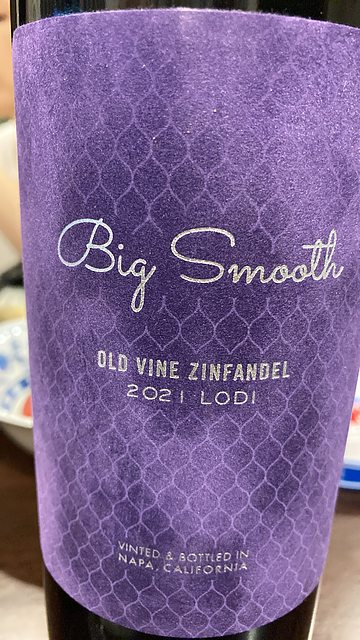 Big Smooth
OLD VINE ZINFANDEL
2021 LODI
VINTED & BOTTLED IN
NAPA, CALIFORNIA